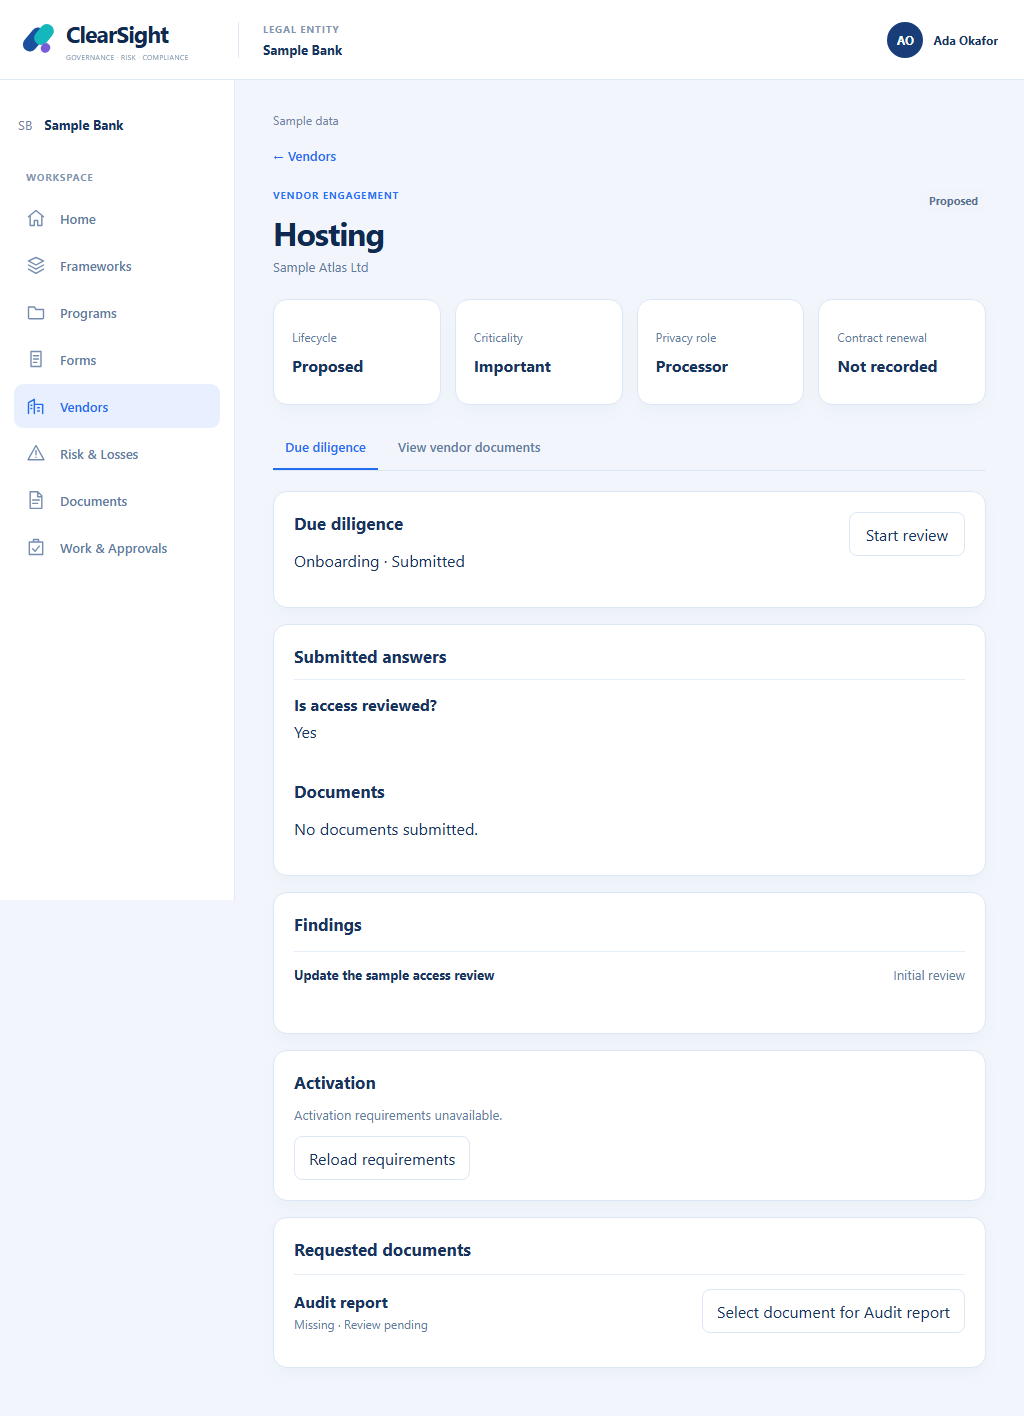 ClearSight
GOVERNANCE · RISK · COMPLIANCE
LEGAL ENTITY
Sample Bank
AO
Ada Okafor
SB Sample Bank
WORKSPACE
Home
Frameworks
Programs
Forms
Vendors
Risk & Losses
Documents
Work & Approvals
Sample data
← Vendors
VENDOR ENGAGEMENT
Proposed
Hosting
Sample Atlas Ltd
Lifecycle
Proposed
Criticality
Important
Privacy role
Processor
Contract renewal
Not recorded
Due diligence
View vendor documents
Due diligence
Start review
Onboarding · Submitted
Submitted answers
Is access reviewed?
Yes
Documents
No documents submitted.
Findings
Update the sample access review
Initial review
Activation
Activation requirements unavailable.
Reload requirements
Requested documents
Audit report
Missing · Review pending
Select document for Audit report